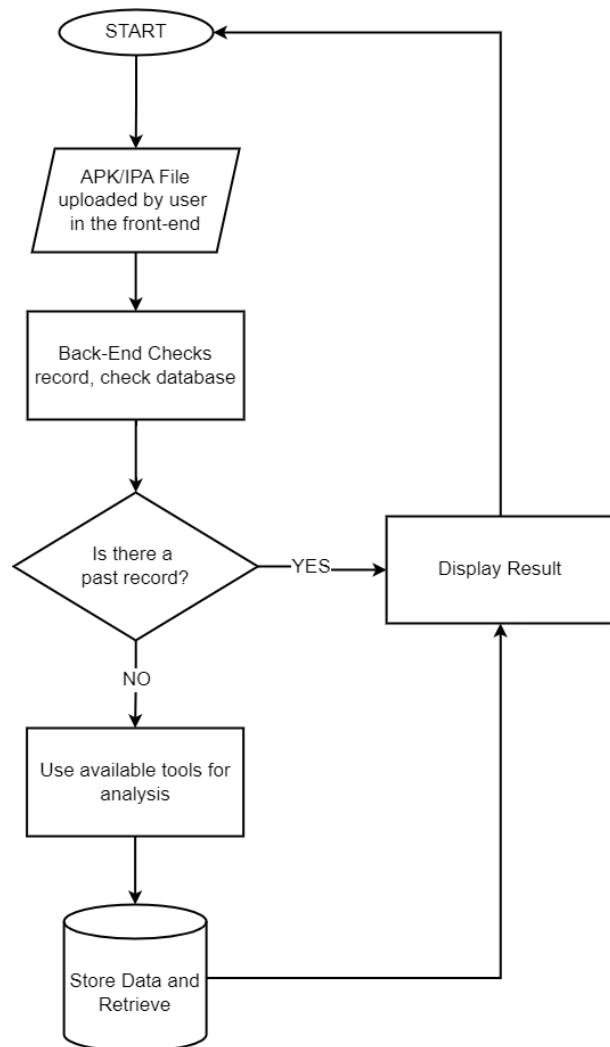 START
APK/IPA File
uploaded by user
in the front-end
Back-End Checks
record, check database
Is there a
past record?
YES
Display Result
NO
Use available tools for
analysis
Store Data and
Retrieve